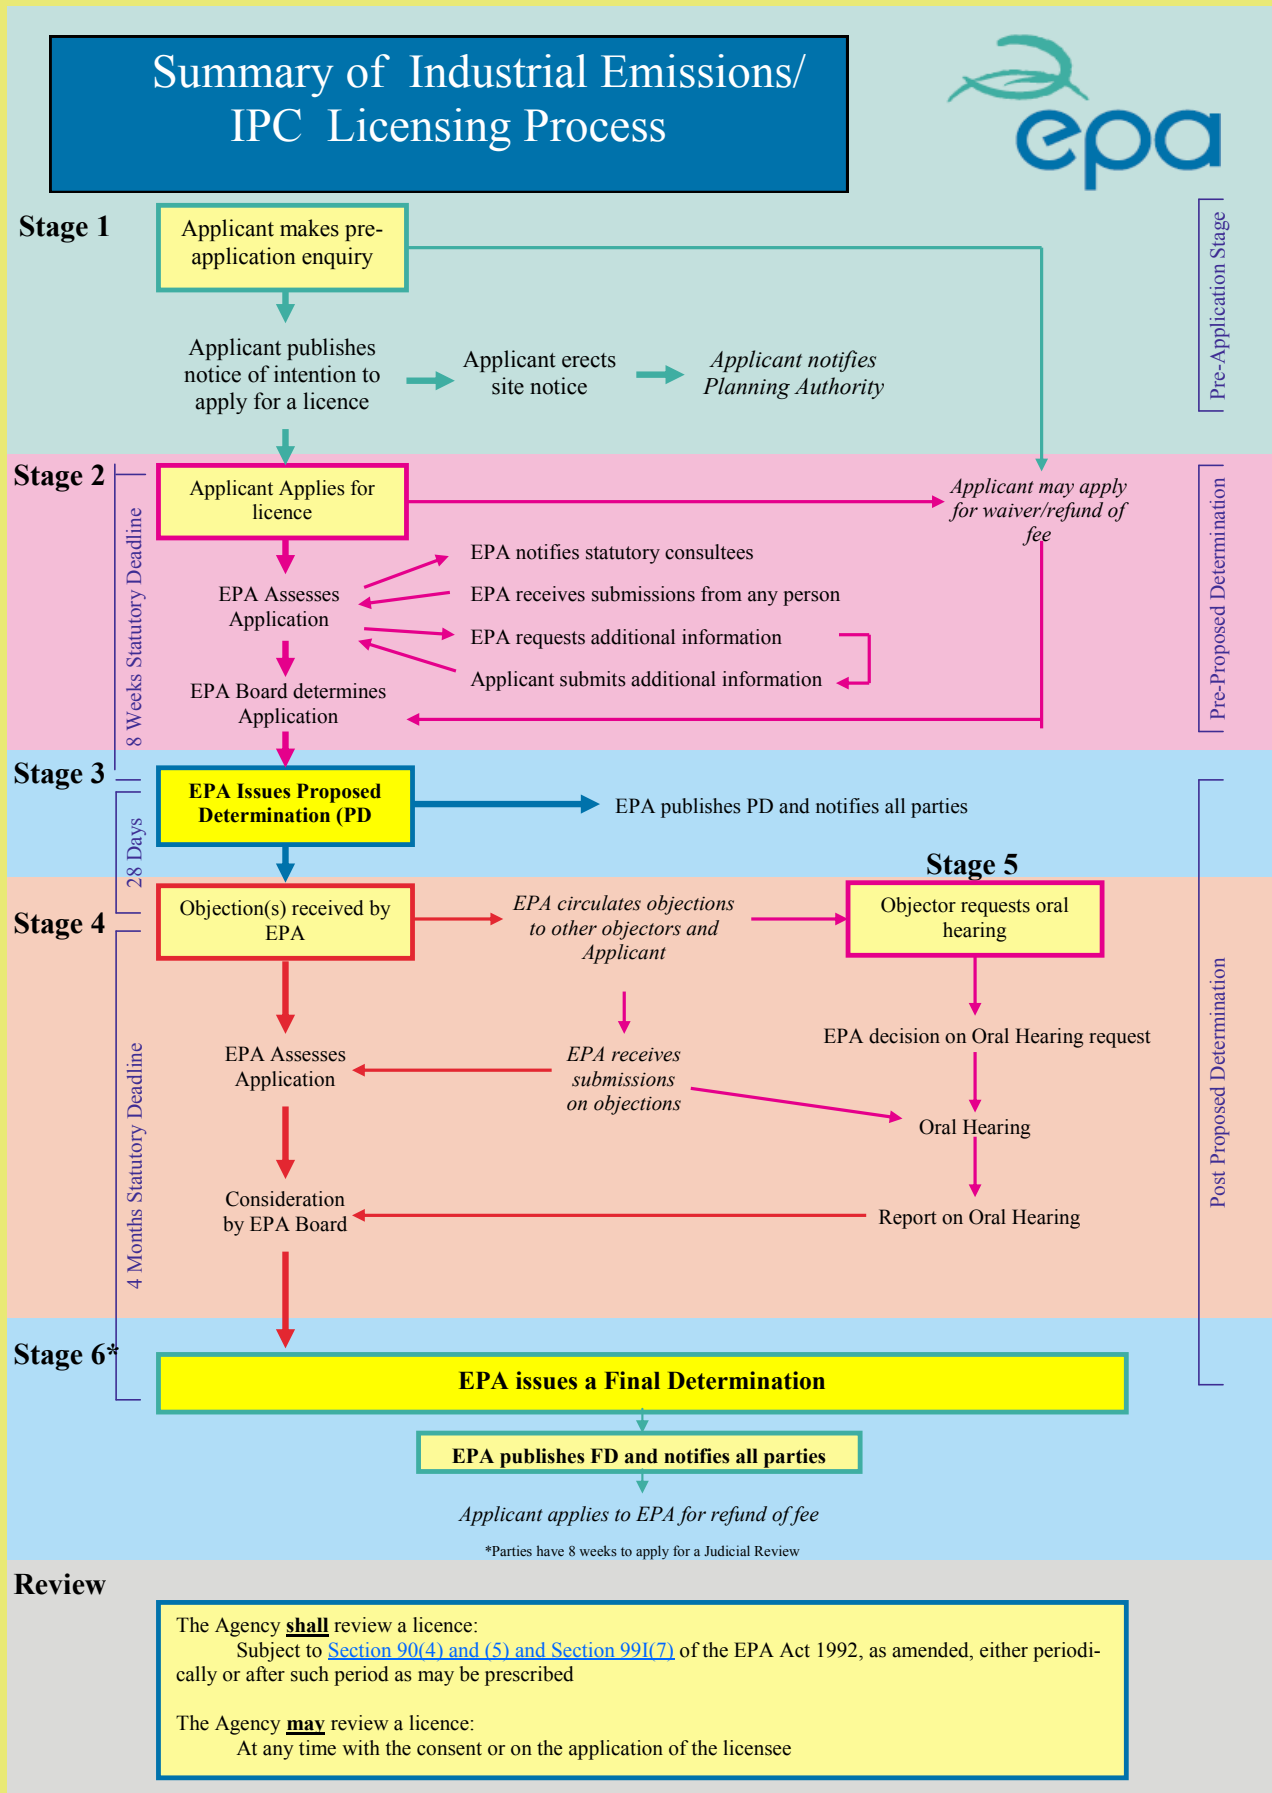 Summary of Industrial Emissions/
IPC Licensing Process
epa
Stage 1
Applicant makes pre-
application enquiry
Pre-Application Stage
Applicant publishes
notice of intention to
apply for a licence
Applicant erects
site notice
Applicant notifies
Planning Authority
Stage 2
8 Weeks Statutory Deadline
Applicant Applies for
licence
Applicant may apply
for waiver/refund of
fee
Pre-Proposed Determination
EPA notifies statutory consultees
EPA Assesses
Application
EPA receives submissions from any person
EPA requests additional information
Applicant submits additional information
EPA Board determines
Application
Stage 3
28 Days
EPA Issues Proposed
Determination (PD
EPA publishes PD and notifies all parties
Post Proposed Determination
Stage 4
4 Months Statutory Deadline
Objection(s) received by
EPA
EPA circulates objections
to other objectors and
Applicant
Stage 5
Objector requests oral
hearing
EPA decision on Oral Hearing request
EPA Assesses
Application
EPA receives
submissions
on objections
Oral Hearing
Consideration
by EPA Board
Report on Oral Hearing
Stage 6*
EPA issues a Final Determination
EPA publishes FD and notifies all parties
Applicant applies to EPA for refund of fee
*Parties have 8 weeks to apply for a Judicial Review
Review
The Agency shall review a licence:
Subject to Section 90(4) and (5) and Section 99I(7) of the EPA Act 1992, as amended, either periodi-
cally or after such period as may be prescribed
The Agency may review a licence:
At any time with the consent or on the application of the licensee